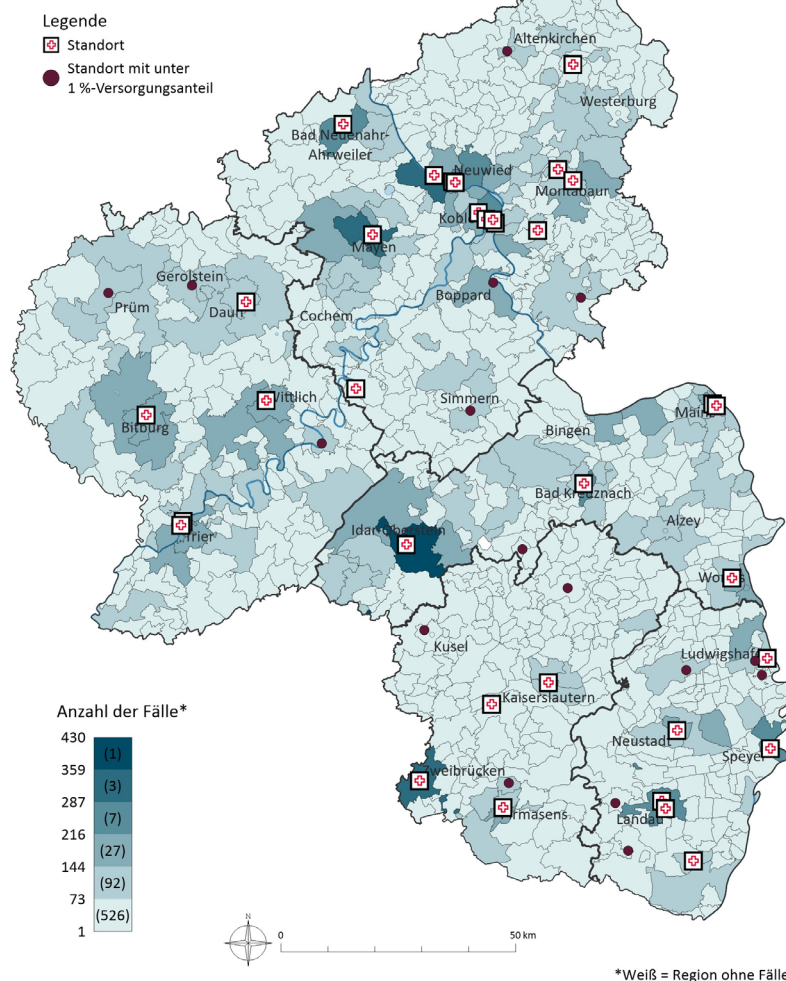 Legende
Standort
Standort mit unter
1 %-Versorgungsanteil
Altenkirchen
Westerburg
Bad Neuenahr-
Ahrweiler
Neuwied
Montabaur
Kobl
Mayen
Gerolstein
Prüm
Daun
Boppard
Cochem
Simmern
Wittlich
Bitburg
Bingen
Mainz
Bad Kreuznach
Trier
Idar-Oberstein
Alzey
Worms
Kusel
Ludwigshaf
Kaiserslautern
Neustadt
Speyer
Zweibrücken
Landau
rmasens
Anzahl der Fälle*
430
(1)
359
(3)
287
(7)
216
(27)
144
(92)
73
(526)
1
N
0
50 km
*Weiß = Region ohne Fälle